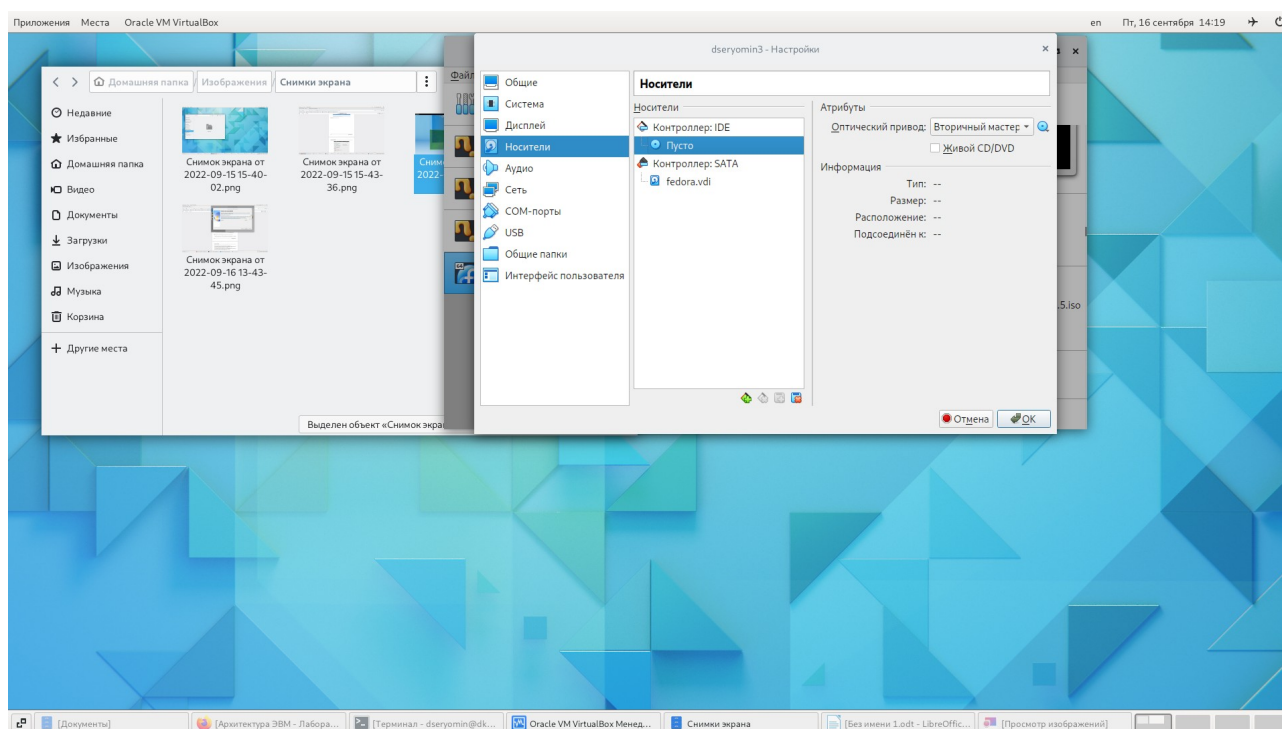 Приложения Места Oracle VM VirtualBox en Пт, 16 сентября 14:19
Домашняя папка / Изображения / Снимки экрана
Недавние
Избранные
Домашняя папка
Видео
Документы
Загрузки
Изображения
Музыка
Корзина
Другие места
Снимок экрана от
2022-09-15 15-40-
02.png
Снимок экрана от
2022-09-15 15-43-
36.png
Сним
2022-
Снимок экрана от
2022-09-16 13-43-
45.png
Выделен объект «Снимок экра
Файл
dseryomin3 - Настройки
Общие
Система
Дисплей
Носители
Аудио
Сеть
COM-порты
USB
Общие папки
Интерфейс пользователя
Носители
Носители
Контроллер: IDE
Пусто
Контроллер: SATA
fedora.vdi
Атрибуты
Оптический привод: Вторичный мастер
Живой CD/DVD
Информация
Тип: --
Размер: --
Расположение: --
Подсоединён к: --
Отмена OK
.5.iso
[Документы] [Архитектура ЭВМ - Лабора... [Терминал - dseryomin@dk... Oracle VM VirtualBox Менед... Снимки экрана [Без имени 1.odt - LibreOffic... [Просмотр изображений]